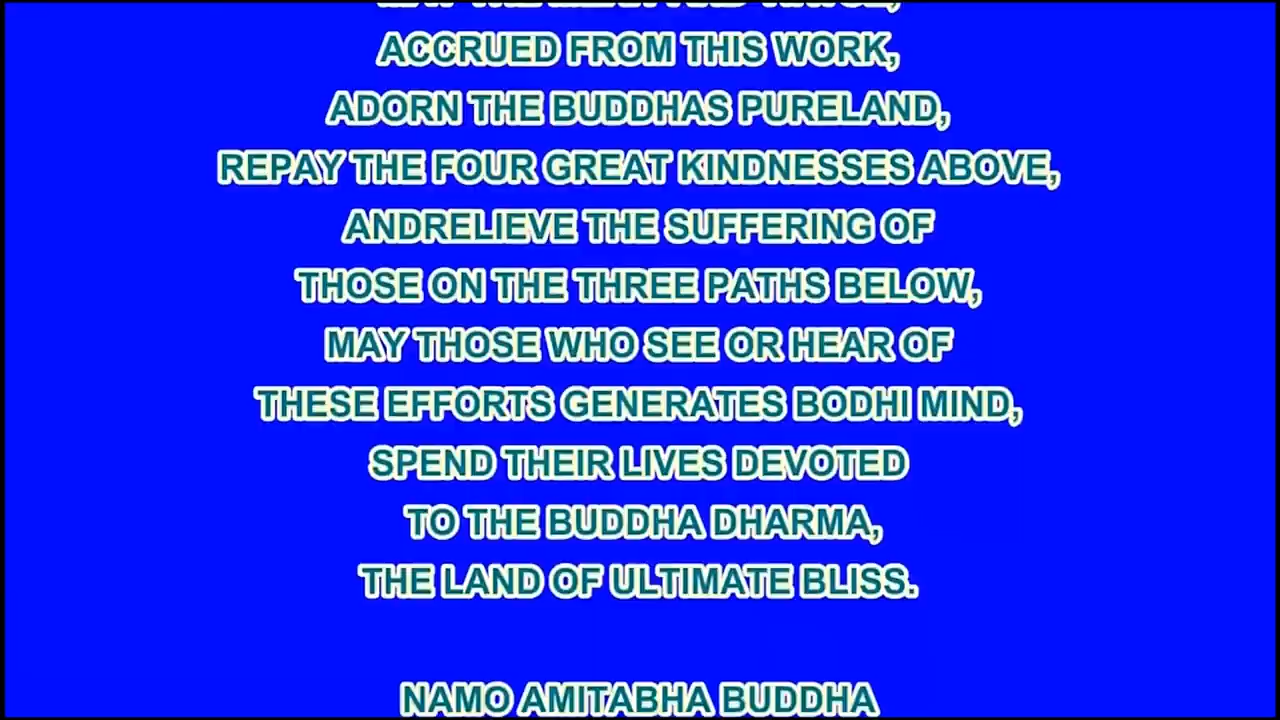 ACCRUED FROM THIS WORK,
ADORN THE BUDDHAS PURELAND,
REPAY THE FOUR GREAT KINDNESSES ABOVE,
ANDRELIEVE THE SUFFERING OF
THOSE ON THE THREE PATHS BELOW,
MAY THOSE WHO SEE OR HEAR OF
THESE EFFORTS GENERATES BODHI MIND,
SPEND THEIR LIVES DEVOTED
TO THE BUDDHA DHARMA,
THE LAND OF ULTIMATE BLISS.
NAMO AMITABHA BUDDHA